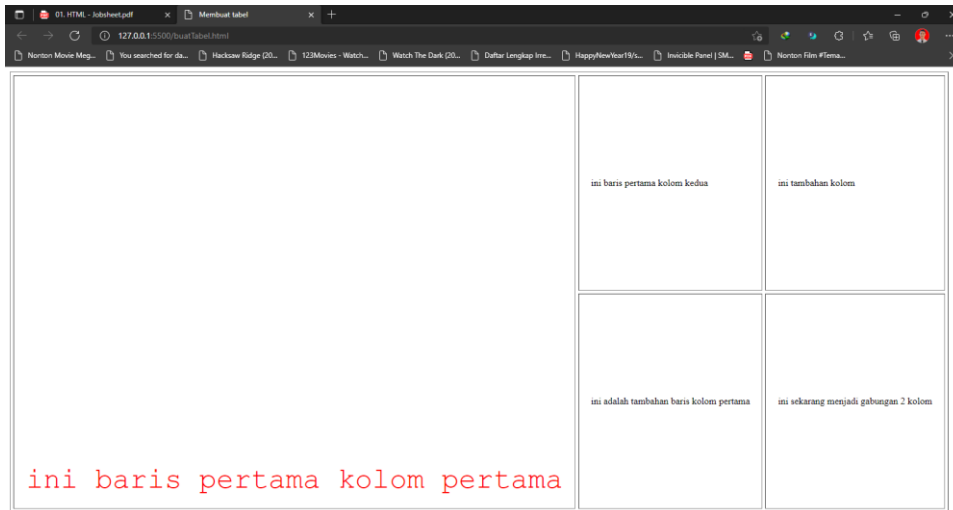 01. HTML - Jobsheet.pdf
Membuat tabel
127.0.0.1:5500/buatTabel.html
Norton Movie Meg...
You searched for da...
Hacksaw Ridge (20...
123Movies - Watch...
Watch The Dark (20...
Daftar Lengkap Irre...
HappyNewYear19/s...
Invicible Panel | SM...
Nonton Film #Tema...
ini baris pertama kolom pertama
ini baris pertama kolom kedua
ini tambahan kolom
ini adalah tambahan baris kolom pertama
ini sekarang menjadi gabungan 2 kolom